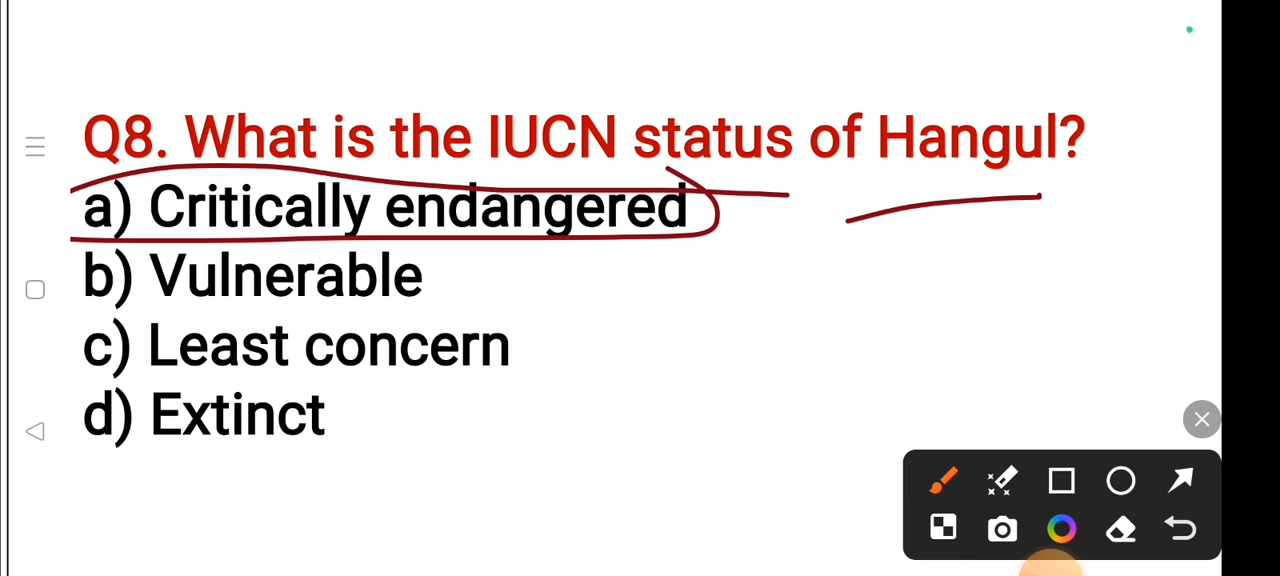 Q8. What is the IUCN status of Hangul?
a) Critically endangered
b) Vulnerable
c) Least concern
d) Extinct